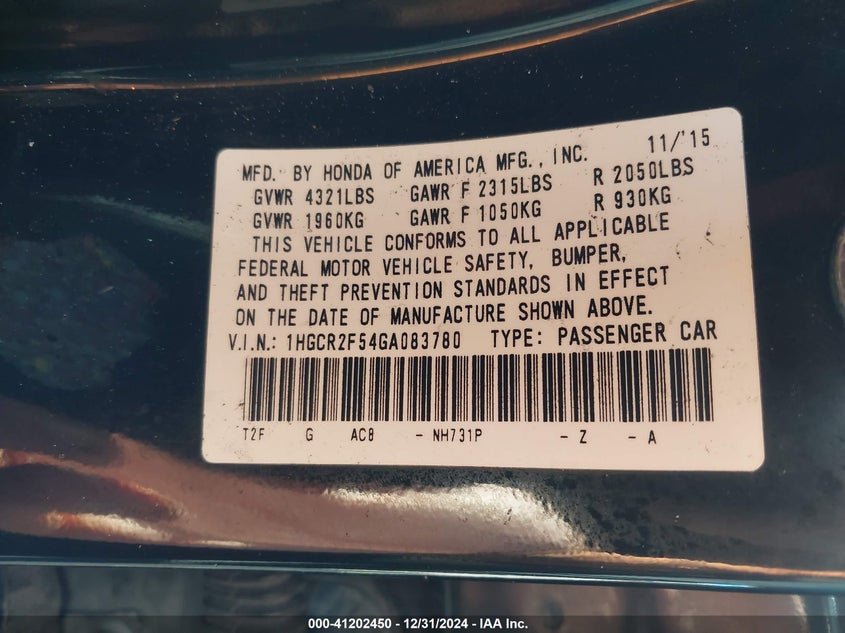 11/'15
MFD. BY HONDA OF AMERICA MFG., INC.
GVWR 4321LBS GAWR F 2315LBS R 2050LBS
GVWR 1960KG GAWR F 1050KG R 930KG
THIS VEHICLE CONFORMS TO ALL APPLICABLE
FEDERAL MOTOR VEHICLE SAFETY, BUMPER,
AND THEFT PREVENTION STANDARDS IN EFFECT
ON THE DATE OF MANUFACTURE SHOWN ABOVE.
V.I.N.: 1HGCR2F54GA083780 TYPE: PASSENGER CAR
T2F G AC8 - NH731P - Z - A
000-41202450 - 12/31/2024 - IAA Inc.